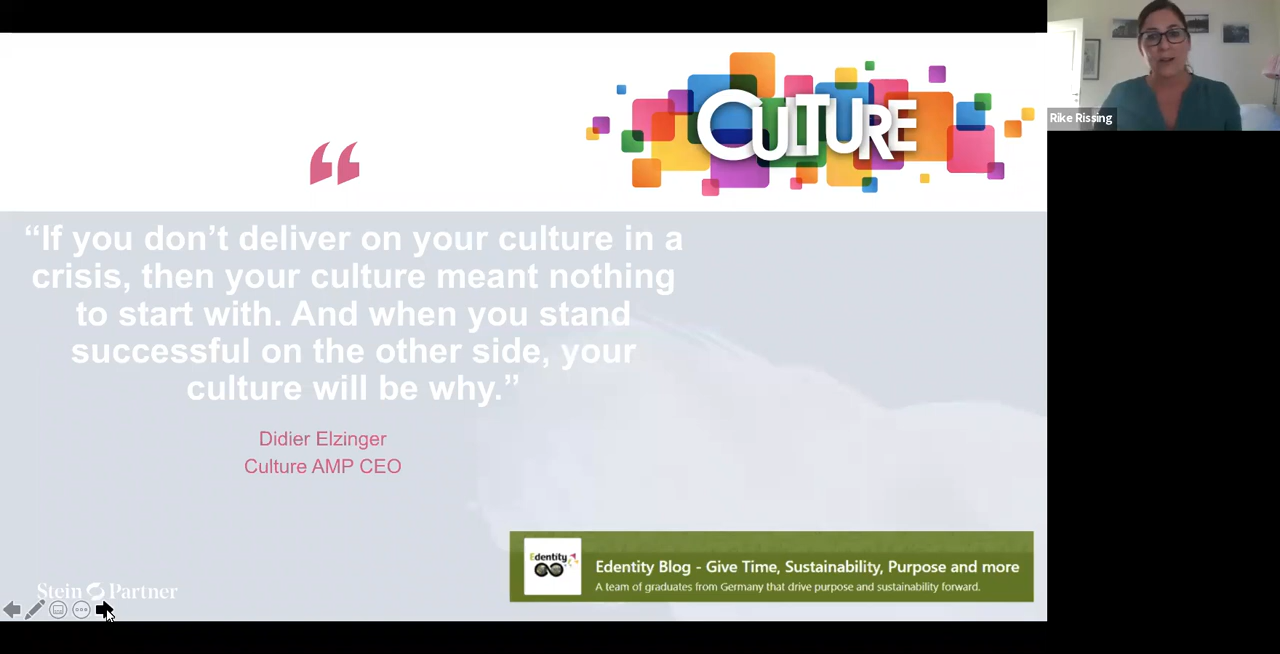 CULTURE
Rike Rissing
“If you don’t deliver on your culture in a
crisis, then your culture meant nothing
to start with. And when you stand
successful on the other side, your
culture will be why.”
Didier Elzinger
Culture AMP CEO
Edentity
Edentity Blog - Give Time, Sustainability, Purpose and more
A team of graduates from Germany that drive purpose and sustainability forward.
Stein Partner